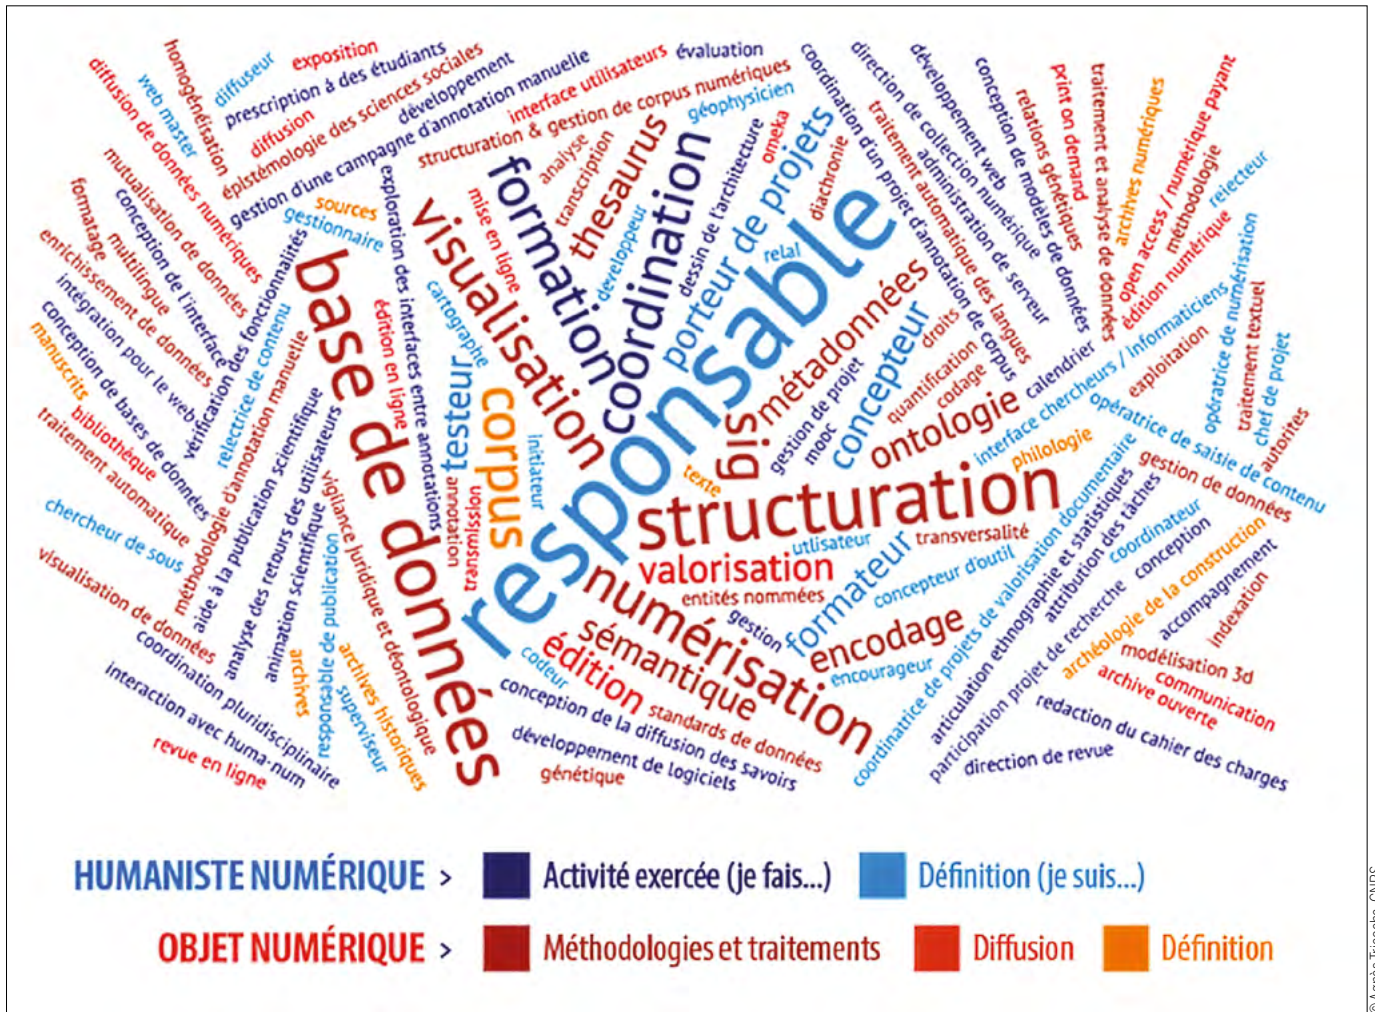 homogénéisation
diffusion de données numériques
web master
diffuseur
exposition
prescription à des étudiants
diffusion
épistémologie des sciences sociales
développement
gestion d'une campagne d'annotation manuelle
interface utilisateurs
évaluation
structuration & gestion de corpus numériques
géophysicien
analyse
transcription
thesaurus
coordination
formation
visualisation
mise en ligne
developpeur
dessin de l'architecture
omeka
porteur de projets
diachronie
relal
responsable
coordination d'un projet d'annotation de corpus
direction de collection numérique
développement web
conception de modèles de données
traitement automatique des langues
administration de serveur
relations génétiques
print on demand
traitement et analyse de données
archives numériques
open access / numérique payant
méthodologie
relecteur
édition numérique
mutualisation de données
formatage
conception de l'interface
multilingue
enrichissement de données
intégration pour le web
conception de bases de données
manuscrits
sources
gestionnaire
vérification des fonctionnalités
relectrice de contenu
exploration des interfaces entre annotations
cartographe
édition en ligne
base de données
testeur
corpus
initiateur
annotation
transmission
bibliothèque
traitement automatique
méthodologie d'annotation manuelle
aide à la publication scientifique
analyse des retours des utilisateurs
animation scientifique
chercheur de sous
visualisation de données
coordination pluridisciplinaire
interaction avec huma-num
revue en ligne
archives
responsable de publication
archives historiques
superviseur
vigilance juridique et déontologique
métadonnées
sig
texte
gestion de projet
mooc
concepteur
droits
quantification
codage
ontologie
calendrier
interface chercheurs / informaticiens
philologie
exploitation
opératrice de numérisation
traitement textuel
chef de projet
autorites
opératrice de saisie de contenu
gestion de données
structuration
valorisation
utlisateur
transversalité
entités nommées
numérisation
sémantique
édition
codeur
gestion
formateur
concepteur d'outil
encodage
encourageur
standards de données
conception de la diffusion des savoirs
développement de logiciels
génétique
coordinatrice de projets de valorisation documentaire
articulation ethnographie et statistiques
attribution des tâches
participation projet de recherche
coordinateur
conception
archéologie de la construction
accompagnement
indexation
modélisation 3d
communication
archive ouverte
redaction du cahier des charges
direction de revue
HUMANISTE NUMÉRIQUE > Activité exercée (je fais...) Définition (je suis...)
OBJET NUMÉRIQUE > Méthodologies et traitements Diffusion Définition
© Agnès Tricoche, CNRS